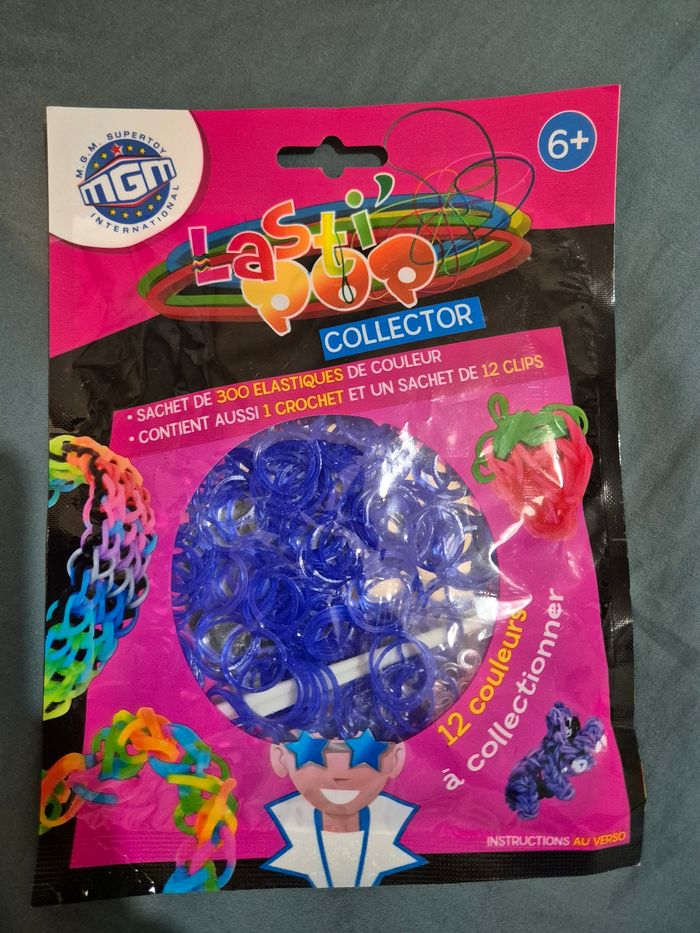 M.G.M. SUPERTOY
MGM
INTERNATIONAL
6+
Lasti'
POP
COLLECTOR
• SACHET DE 300 ELASTIQUES DE COULEUR
• CONTIENT AUSSI 1 CROCHET ET UN SACHET DE 12 CLIPS
12 couleurs
à collectionner
INSTRUCTIONS AU VERSO